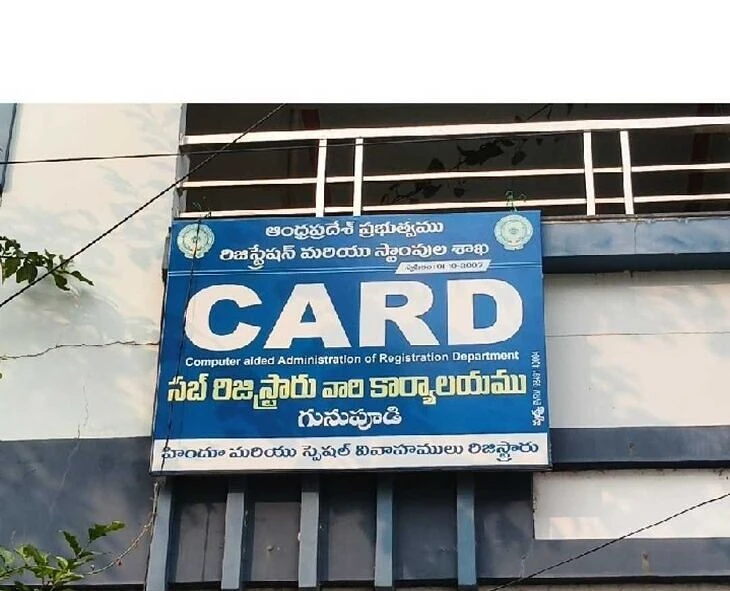 ఆంధ్రప్రదేశ్ ప్రభుత్వము
రిజిస్ట్రేషన్ మరియు స్టాంపుల శాఖ
CARD
Computer aided Administration of Registration Department
సబ్ రిజిస్ట్రారు వారి కార్యాలయము
గునుపూడి
హిందూ మరియు స్పెషల్ వివాహములు రిజిస్ట్రారు